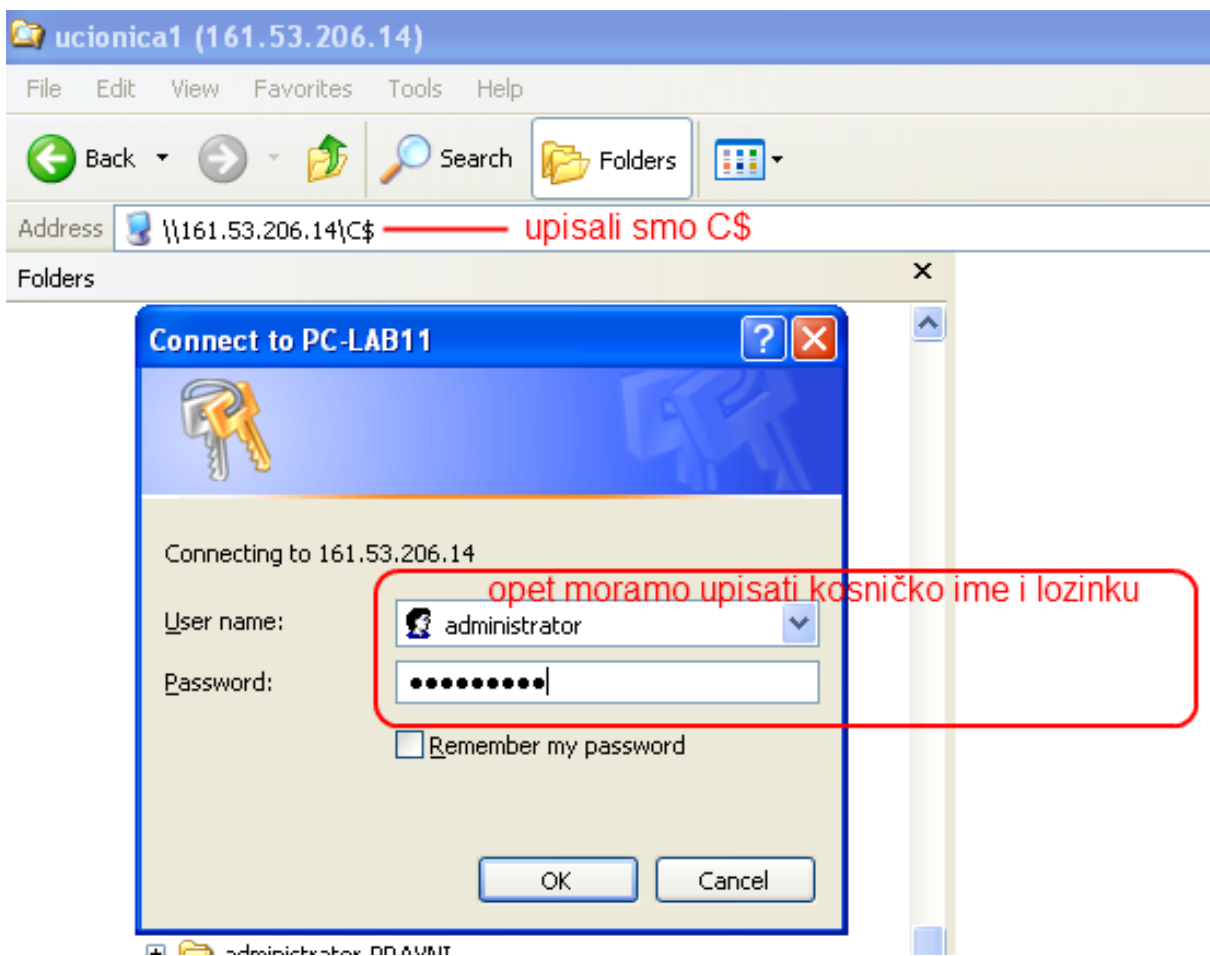 ucionica1 (161.53.206.14)
File Edit View Favorites Tools Help
Back Search Folders
Address \\161.53.206.14\C$ upisali smo C$
Folders
Connect to PC-LAB11
Connecting to 161.53.206.14
opet moramo upisati kosničko ime i lozinku
User name: administrator
Password: •••••••••
Remember my password
OK Cancel
administrator.PRAVNI